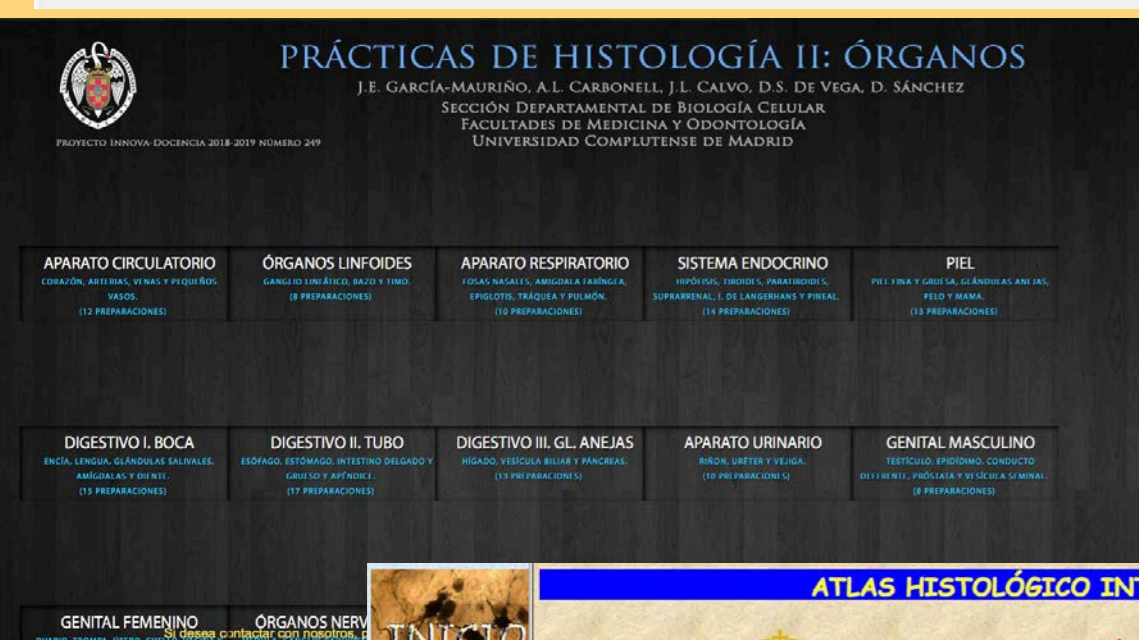 PRÁCTICAS DE HISTOLOGÍA II: ÓRGANOS
J.E. GARCÍA-MAURIÑO, A.L. CARBONELL, J.L. CALVO, D.S. DE VEGA, D. SÁNCHEZ
SECCIÓN DEPARTAMENTAL DE BIOLOGÍA CELULAR
FACULTADES DE MEDICINA Y ODONTOLOGÍA
UNIVERSIDAD COMPLUTENSE DE MADRID
PROYECTO INNOVA-DOCENCIA 2018-2019 NÚMERO 249
APARATO CIRCULATORIO
CORAZÓN, ARTERIAS, VENAS Y PEQUEÑOS
VASOS.
(12 PREPARACIONES)
ÓRGANOS LINFOIDES
GANGLIO LINFÁTICO, BAZO Y TIMO.
(8 PREPARACIONES)
APARATO RESPIRATORIO
FOSAS NASALES, AMIGDALA FARÍNGEA,
EPIGLOTIS, TRÁQUEA Y PULMÓN.
(10 PREPARACIONES)
SISTEMA ENDOCRINO
HIPÓFISIS, TIROIDES, PARATIROIDES,
SUPRARRENAL, I. DE LANGERHANS Y PINEAL.
(14 PREPARACIONES)
PIEL
PIEL FINA Y GRUESA, GLÁNDULAS ANEJAS,
PELO Y MAMA.
(13 PREPARACIONES)
DIGESTIVO I. BOCA
ENCÍA, LENGUA, GLÁNDULAS SALIVALES,
AMÍGDALAS Y DIENTE.
(15 PREPARACIONES)
DIGESTIVO II. TUBO
ESÓFAGO, ESTÓMAGO, INTESTINO DELGADO Y
GRUESO Y APÉNDICE.
(17 PREPARACIONES)
DIGESTIVO III. GL. ANEJAS
HÍGADO, VESÍCULA BILIAR Y PÁNCREAS.
(13 PREPARACIONES)
APARATO URINARIO
RIÑON, URÉTER Y VEJIGA.
(10 PREPARACIONES)
GENITAL MASCULINO
TESTÍCULO, EPIDÍDIMO, CONDUCTO
DEFERENTE, PRÓSTATA Y VESÍCULA SEMINAL.
(8 PREPARACIONES)
GENITAL FEMENINO
ÓRGANOS NERV
Si desea contactar con nosotros, p
INICIO
ATLAS HISTOLÓGICO INT